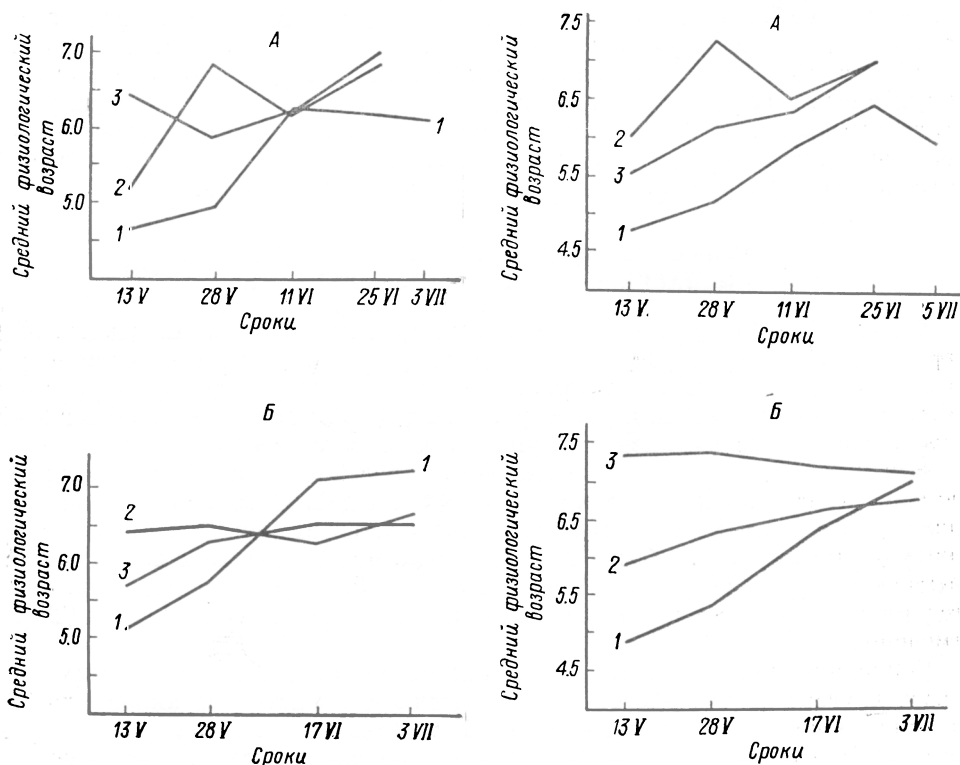 А
Средний физиологический
возраст
7.0
6.0
5.0
3
2
1
1
13 V
28 V
11 VI
25 VI
3 VII
Сроки
А
Средний физиологический
возраст
7.5
6.5
5.5
4.5
2
3
1
13 V.
28 V
11 VI
25 VI
5 VII
Сроки
Б
Средний физиологический
возраст
7.0
6.0
5.0
1
2
3
1.
13 V
28 V
17 VI
3 VII
Сроки
Б
Средний физиологический
возраст
7.5
6.5
5.5
4.5
3
2
1
13 V
28 V
17 VI
3 VII
Сроки